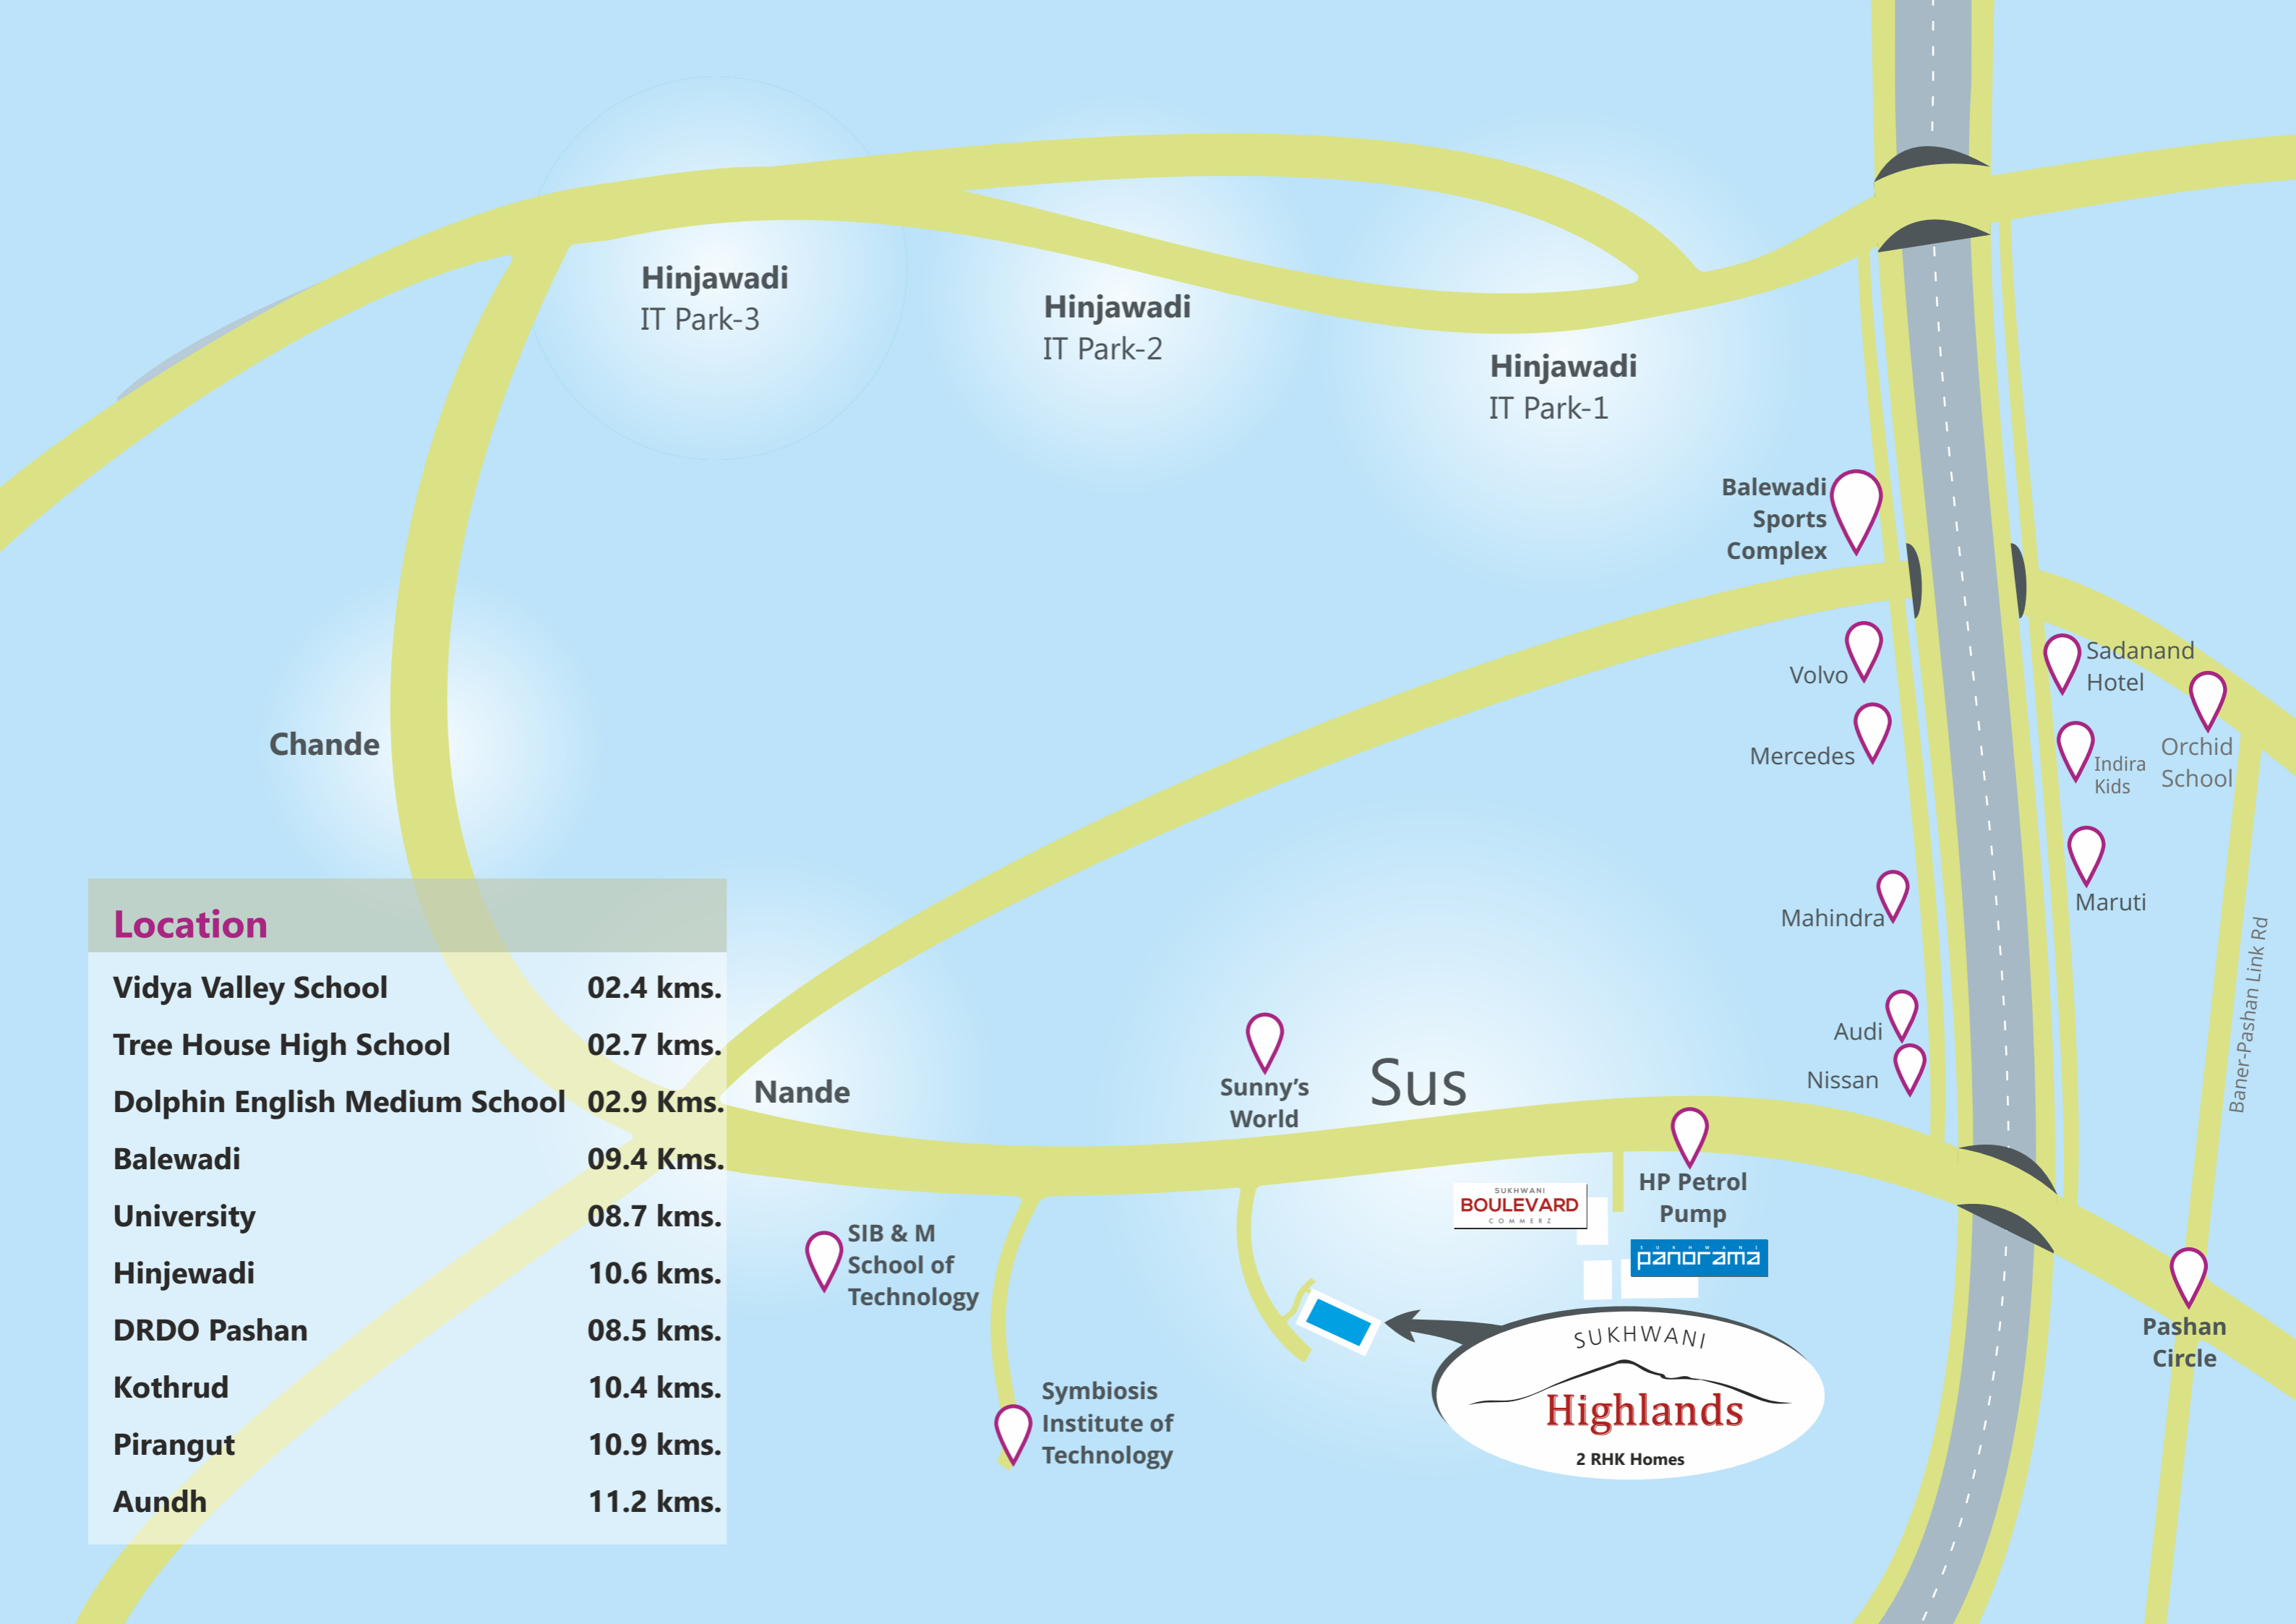 Hinjawadi
IT Park-3
Hinjawadi
IT Park-2
Hinjawadi
IT Park-1
Balewadi
Sports
Complex
Volvo
Sadanand
Hotel
Mercedes
Orchid
School
Indira
Kids
Chande
Mahindra
Maruti
Baner-Pashan Link Rd
Audi
Nissan
Location
Vidya Valley School 02.4 kms.
Tree House High School 02.7 kms.
Dolphin English Medium School 02.9 Kms.
Balewadi 09.4 Kms.
University 08.7 kms.
Hinjewadi 10.6 kms.
DRDO Pashan 08.5 kms.
Kothrud 10.4 kms.
Pirangut 10.9 kms.
Aundh 11.2 kms.
Nande
Sunny's
World
Sus
HP Petrol
Pump
SUKHWANI
BOULEVARD
COMMERZ
SUKHWANI
panorama
SIB & M
School of
Technology
Symbiosis
Institute of
Technology
SUKHWANI
Highlands
2 RHK Homes
Pashan
Circle